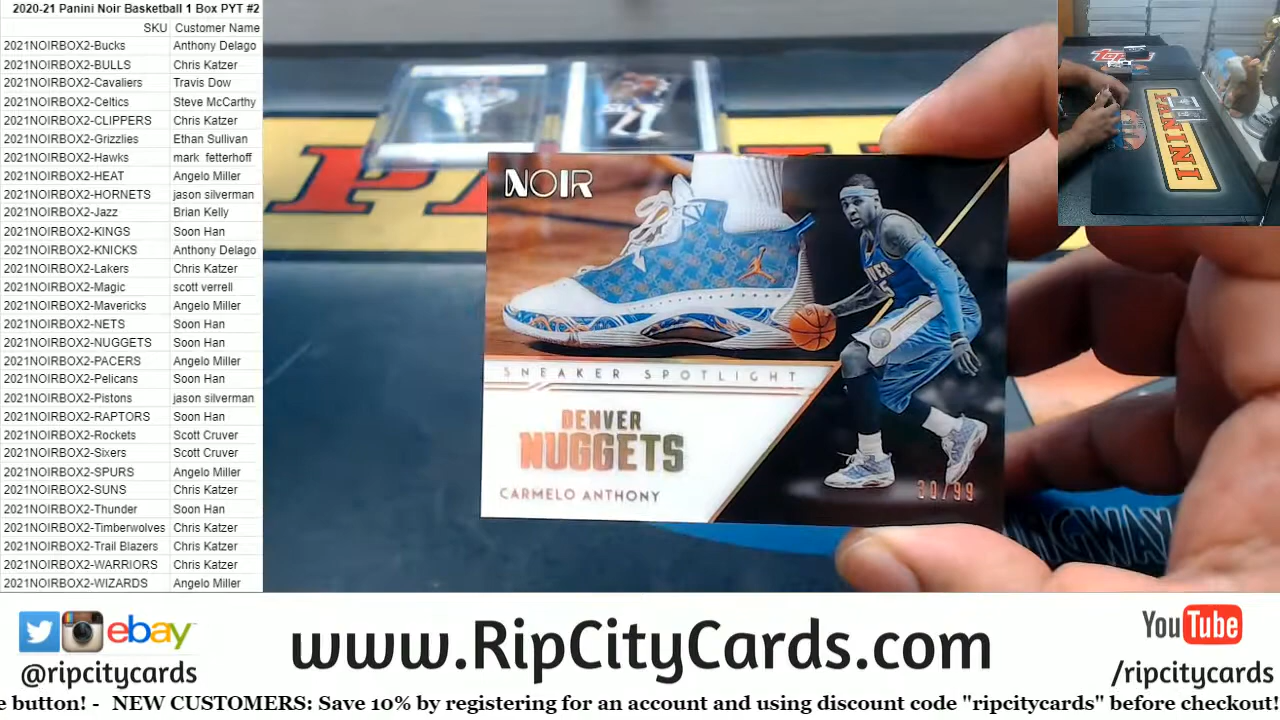 2020-21 Panini Noir Basketball 1 Box PYT #2
SKU Customer Name
2021NOIRBOX2-Bucks Anthony Delago
2021NOIRBOX2-BULLS Chris Katzer
2021NOIRBOX2-Cavaliers Travis Dow
2021NOIRBOX2-Celtics Steve McCarthy
2021NOIRBOX2-CLIPPERS Chris Katzer
2021NOIRBOX2-Grizzlies Ethan Sullivan
2021NOIRBOX2-Hawks mark fetterhoff
2021NOIRBOX2-HEAT Angelo Miller
2021NOIRBOX2-HORNETS jason silverman
2021NOIRBOX2-Jazz Brian Kelly
2021NOIRBOX2-KINGS Soon Han
2021NOIRBOX2-KNICKS Anthony Delago
2021NOIRBOX2-Lakers Chris Katzer
2021NOIRBOX2-Magic scott verrell
2021NOIRBOX2-Mavericks Angelo Miller
2021NOIRBOX2-NETS Soon Han
2021NOIRBOX2-NUGGETS Soon Han
2021NOIRBOX2-PACERS Angelo Miller
2021NOIRBOX2-Pelicans Soon Han
2021NOIRBOX2-Pistons jason silverman
2021NOIRBOX2-RAPTORS Soon Han
2021NOIRBOX2-Rockets Scott Cruver
2021NOIRBOX2-Sixers Scott Cruver
2021NOIRBOX2-SPURS Angelo Miller
2021NOIRBOX2-SUNS Chris Katzer
2021NOIRBOX2-Thunder Soon Han
2021NOIRBOX2-Timberwolves Chris Katzer
2021NOIRBOX2-Trail Blazers Chris Katzer
2021NOIRBOX2-WARRIORS Chris Katzer
2021NOIRBOX2-WIZARDS Angelo Miller
NOIR
SNEAKER SPOTLIGHT
DENVER
NUGGETS
CARMELO ANTHONY
30/99
PANINI
ebay
@ripcitycards
www.RipCityCards.com
YouTube
/ripcitycards
e button! - NEW CUSTOMERS: Save 10% by registering for an account and using discount code "ripcitycards" before checkout!